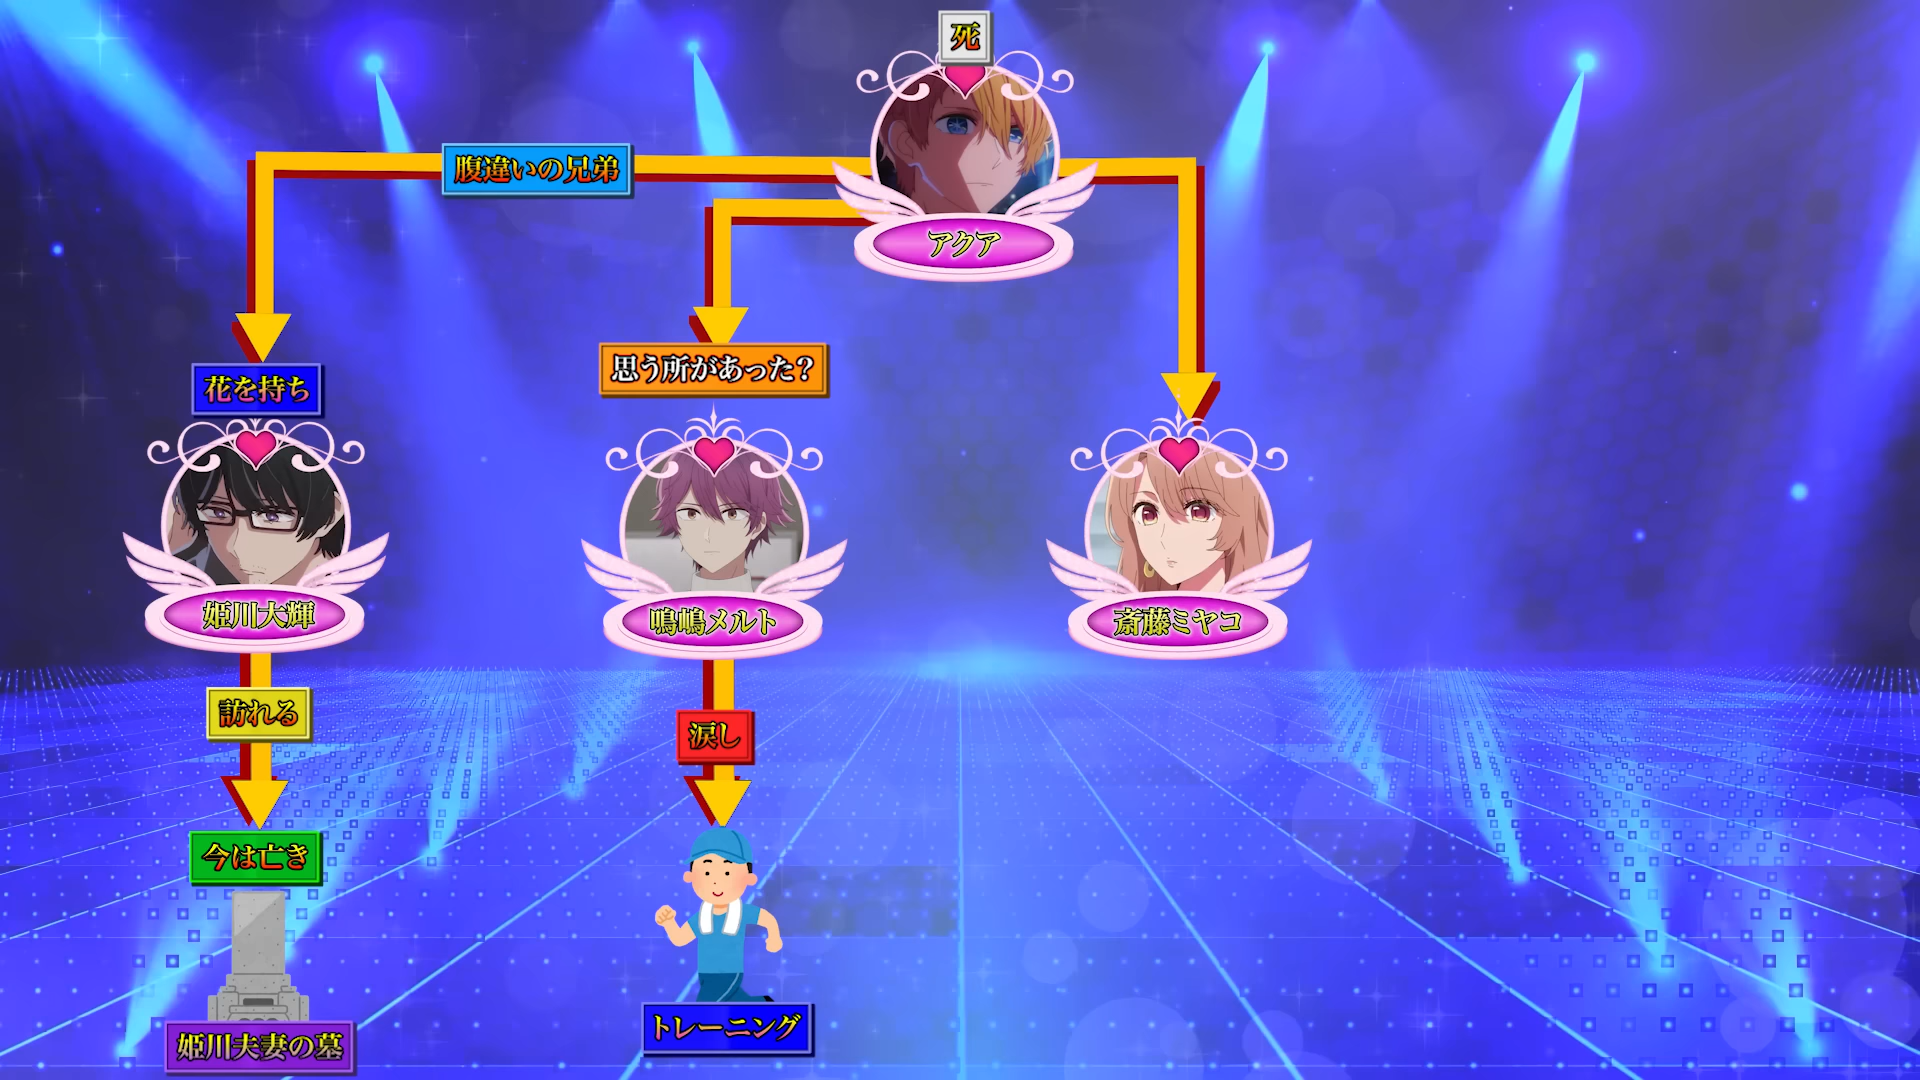 死
腹違いの兄弟
アクア
思う所があった？
花を持ち
姫川大輝
鳴嶋メルト
斎藤ミヤコ
訪れる
涙し
今は亡き
トレーニング
姫川夫妻の墓